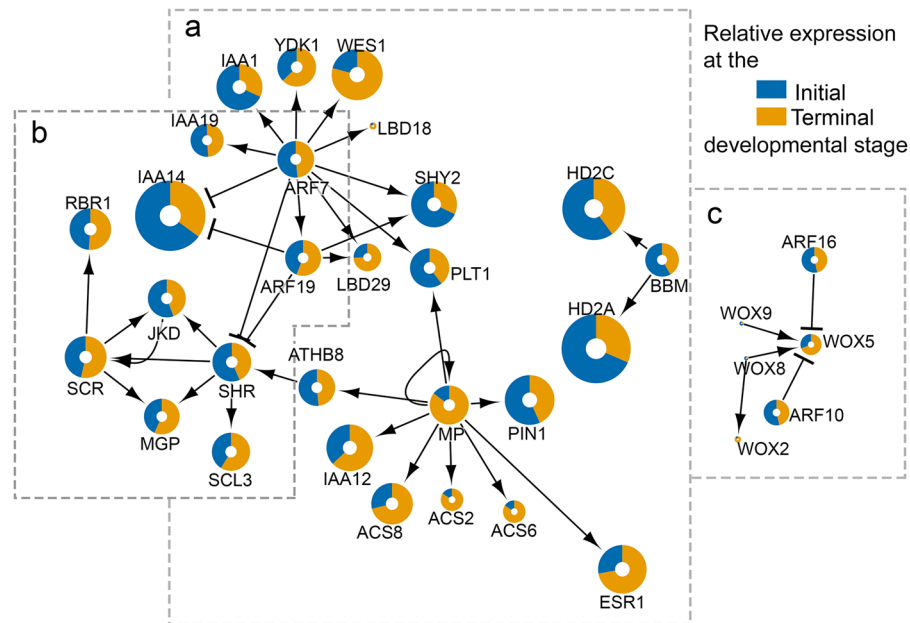 a
YDK1
WES1
IAA1
Relative expression
at the
Initial
Terminal
developmental stage
b
IAA19
LBD18
ARF7
IAA14
SHY2
HD2C
RBR1
c
ARF16
ARF19
LBD29
PLT1
BBM
WOX9
HD2A
WOX5
JKD
ATHB8
WOX8
SCR
SHR
ARF10
MGP
MP
PIN1
WOX2
SCL3
IAA12
ACS8
ACS2
ACS6
ESR1